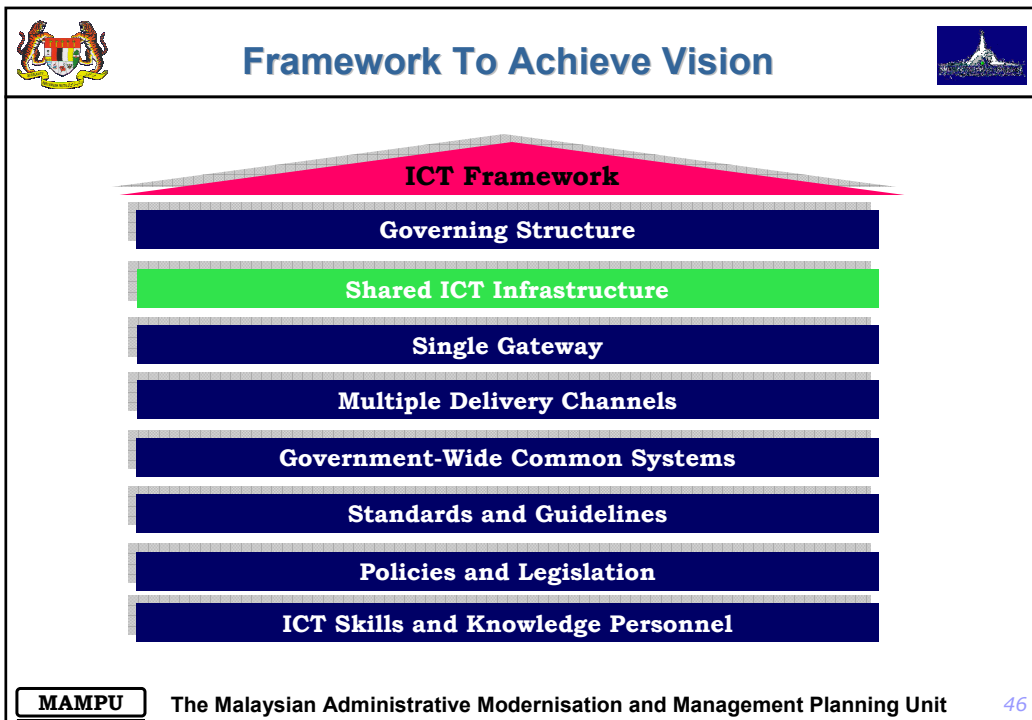 Framework To Achieve Vision
ICT Framework
Governing Structure
Shared ICT Infrastructure
Single Gateway
Multiple Delivery Channels
Government-Wide Common Systems
Standards and Guidelines
Policies and Legislation
ICT Skills and Knowledge Personnel
MAMPU The Malaysian Administrative Modernisation and Management Planning Unit 46